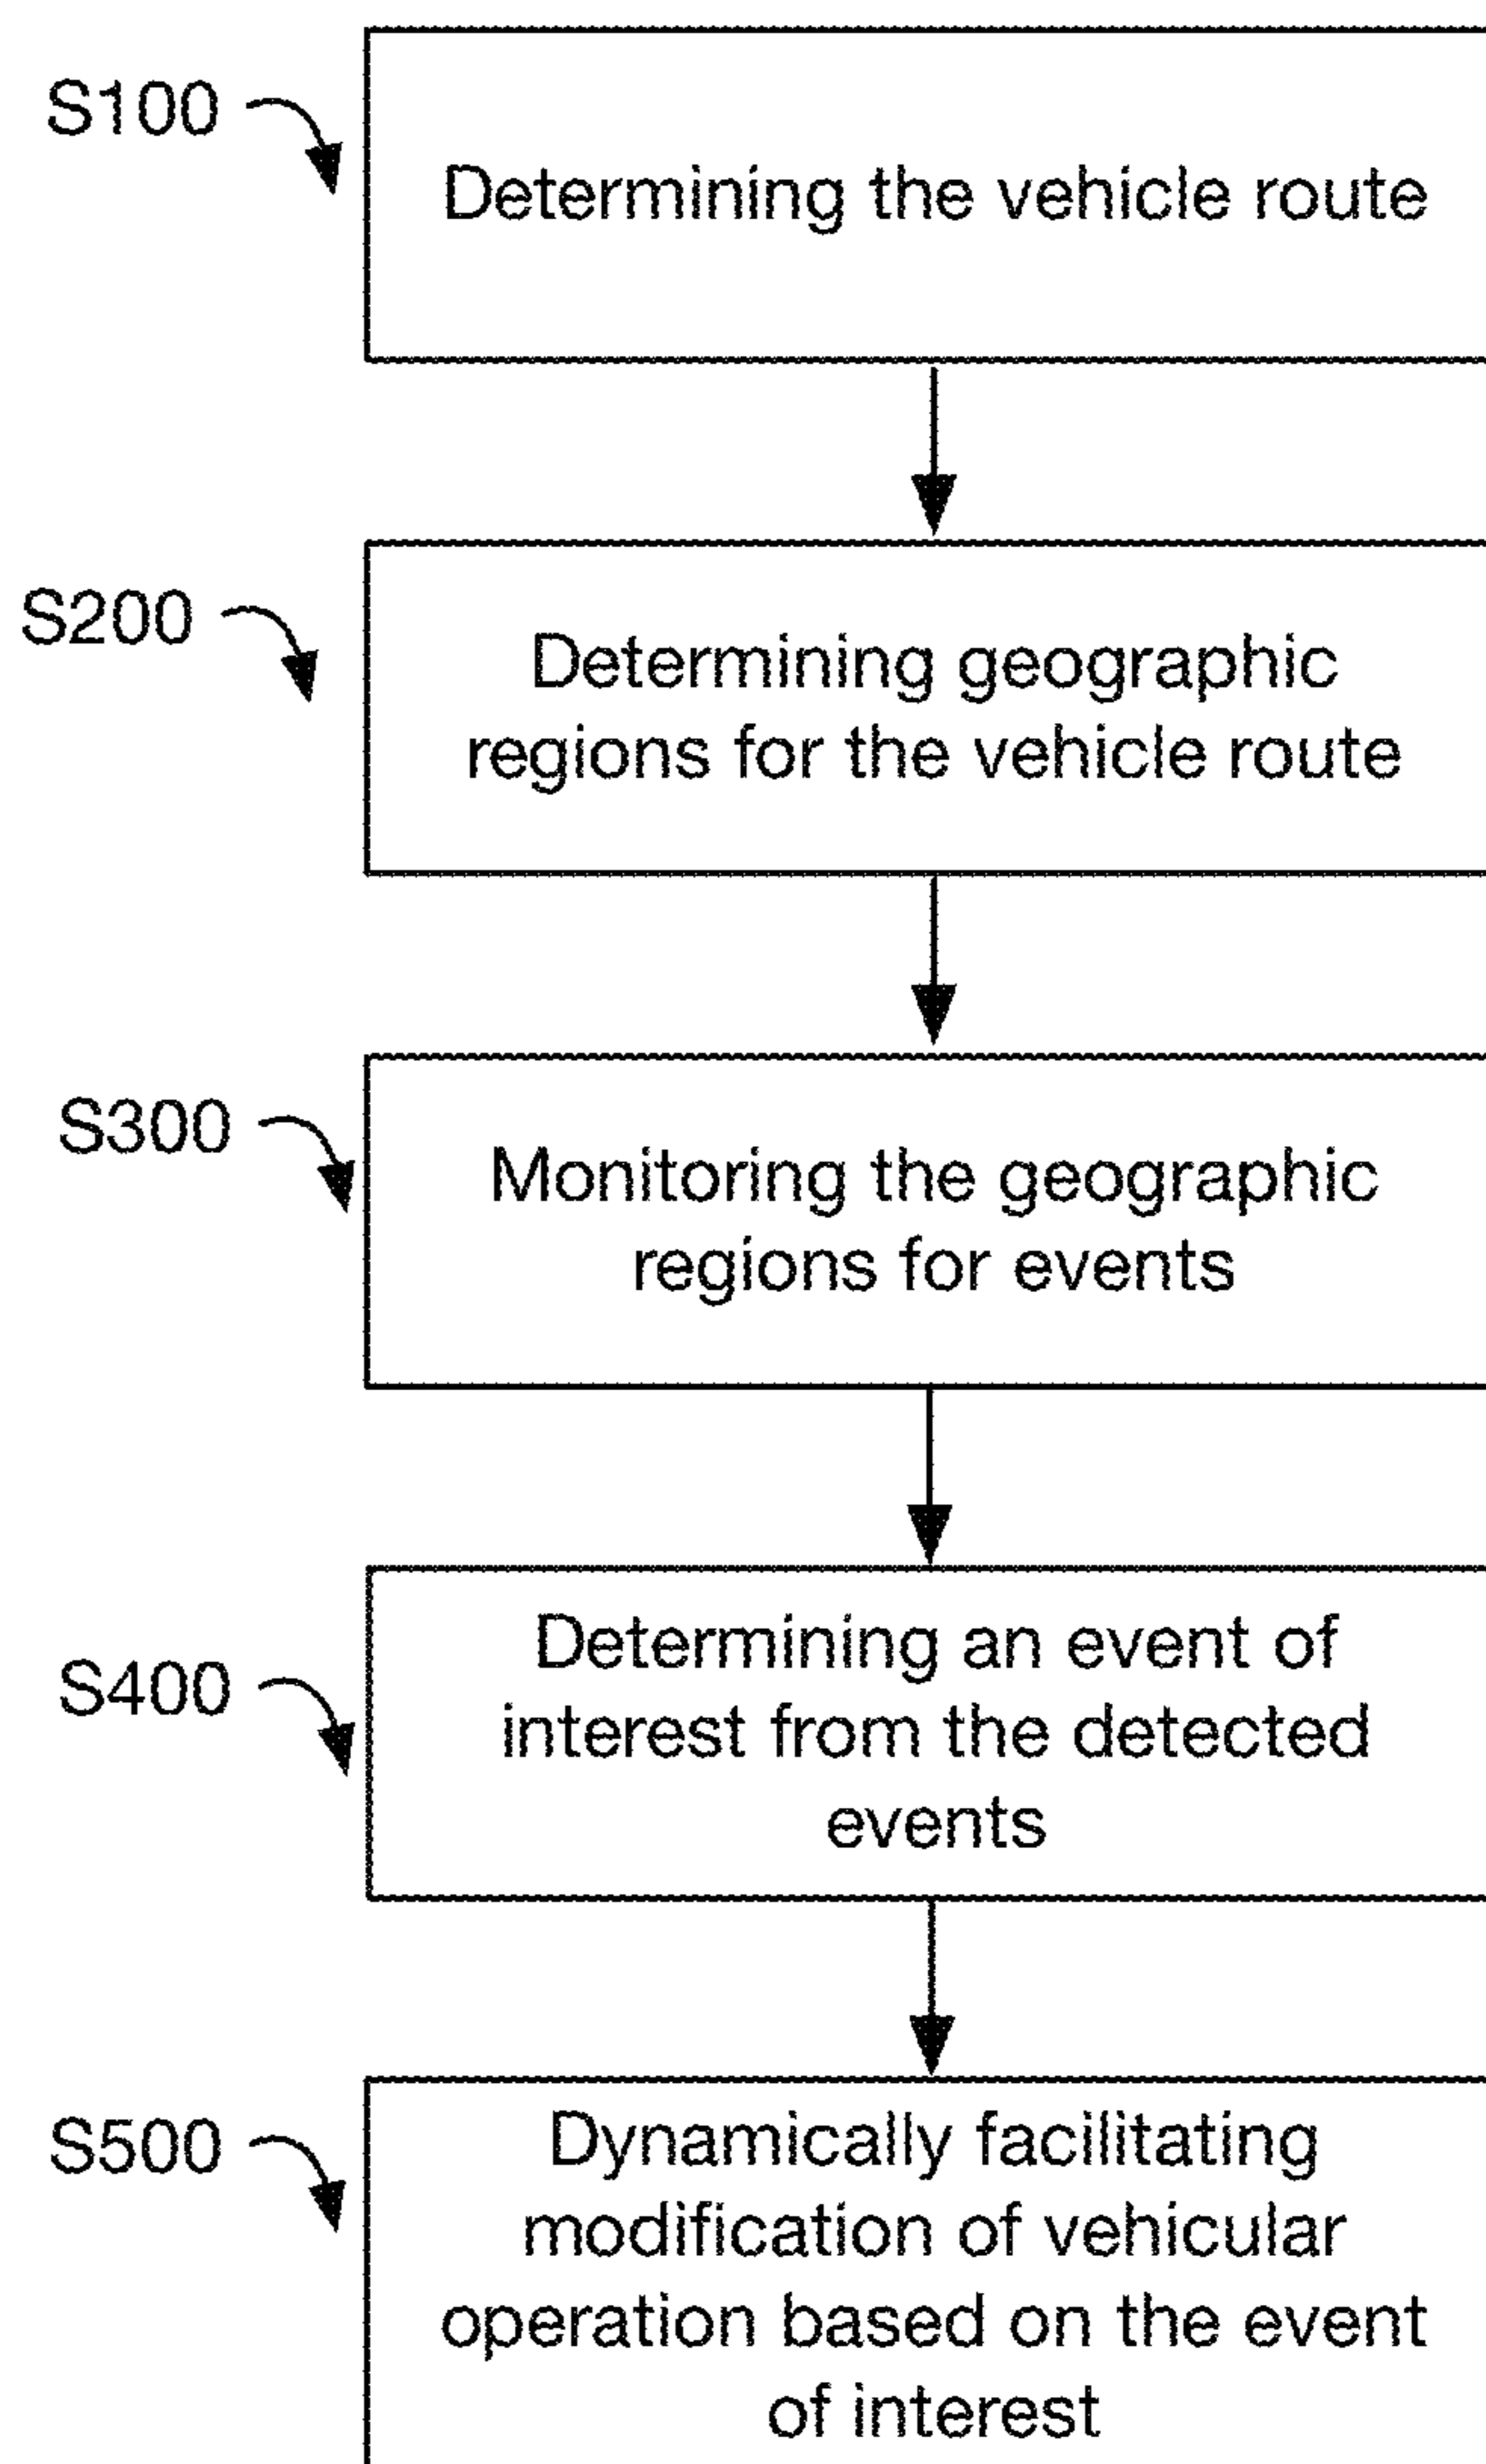 S100
Determining the vehicle route
S200
Determining geographic
regions for the vehicle route
S300
Monitoring the geographic
regions for events
S400
Determining an event of
interest from the detected
events
S500
Dynamically facilitating
modification of vehicular
operation based on the event
of interest